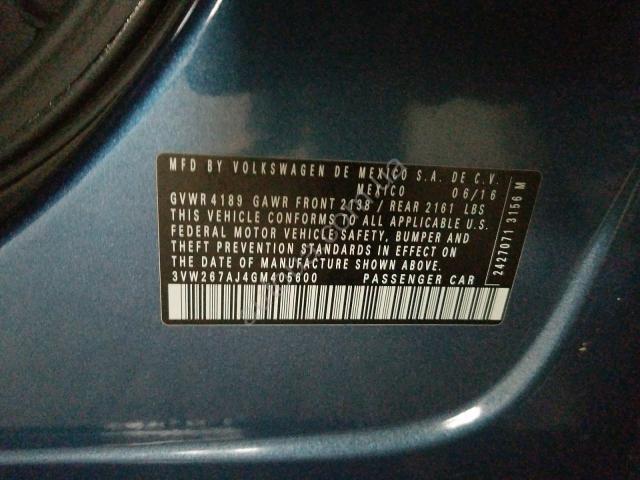 MFD BY VOLKSWAGEN DE MEXICO S.A. DE C.V.
MEXICO 06/16
GVWR 4189 GAWR FRONT 2138 / REAR 2161 LBS
THIS VEHICLE CONFORMS TO ALL APPLICABLE U.S.
FEDERAL MOTOR VEHICLE SAFETY, BUMPER AND
THEFT PREVENTION STANDARDS IN EFFECT ON
THE DATE OF MANUFACTURE SHOWN ABOVE.
3VW267AJ4GM405600 PASSENGER CAR
2427071 3156 M